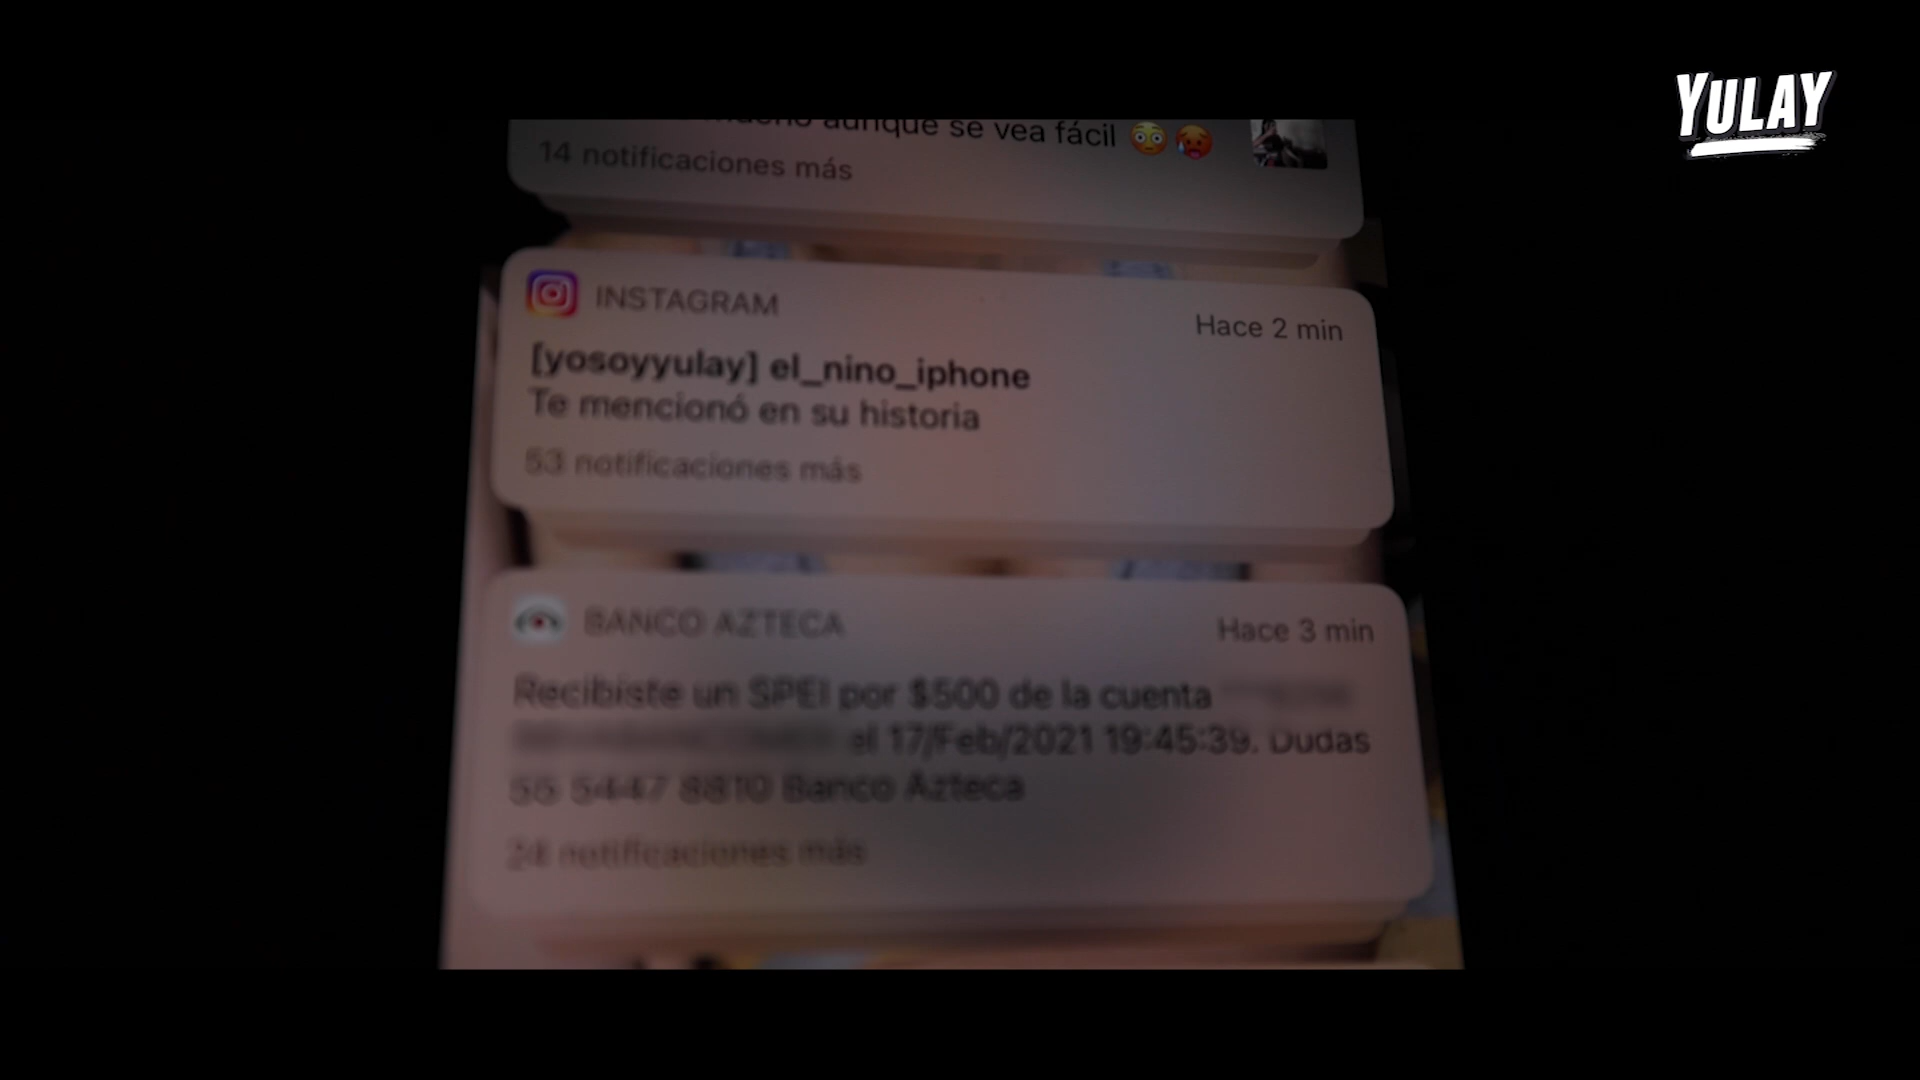 YULAY
aunque se vea fácil 😳🥵
14 notificaciones más
INSTAGRAM
Hace 2 min
[yosoyyulay] el_nino_iphone
Te mencionó en su historia
53 notificaciones más
BANCO AZTECA
Hace 3 min
Recibiste un SPEI por $500 de la cuenta
el 17/Feb/2021 19:45:39. Dudas
55 5447 8810 Banco Azteca
24 notificaciones más